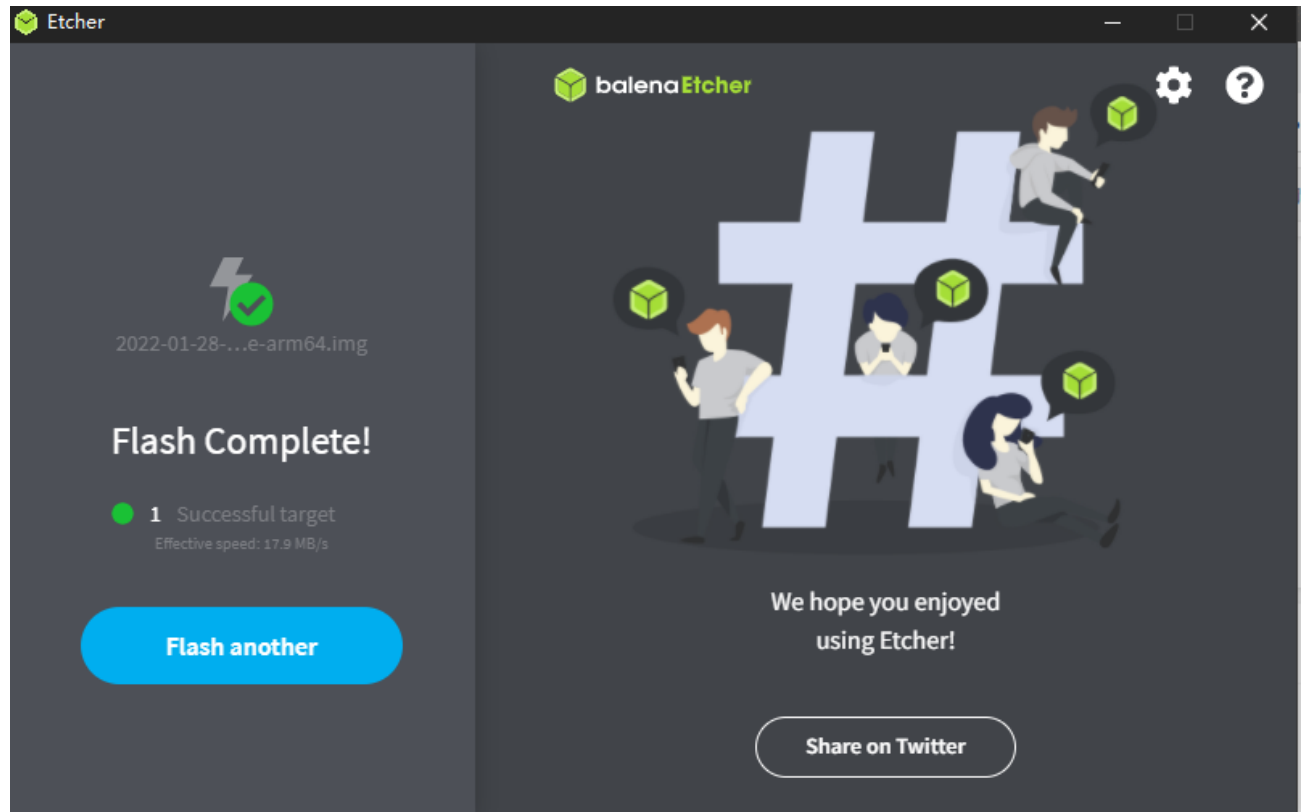 Etcher
balenaEtcher
2022-01-28-...e-arm64.img
Flash Complete!
1 Successful target
Effective speed: 17.9 MB/s
Flash another
We hope you enjoyed
using Etcher!
Share on Twitter